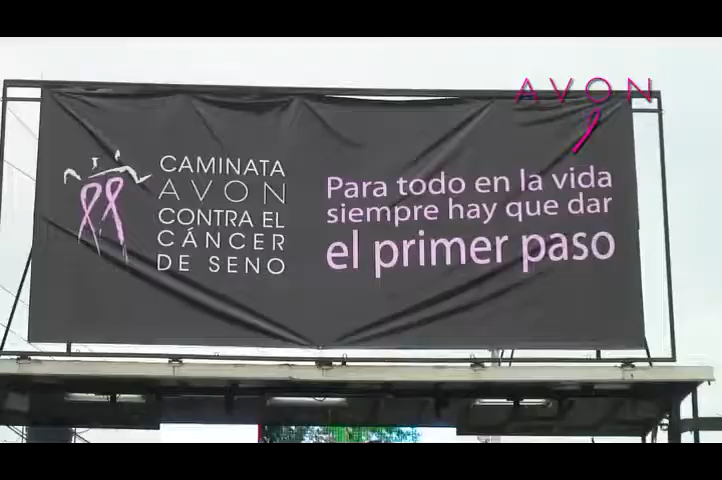 AVON
CAMINATA
AVON
CONTRA EL
CÁNCER
DE SENO
Para todo en la vida
siempre hay que dar
el primer paso